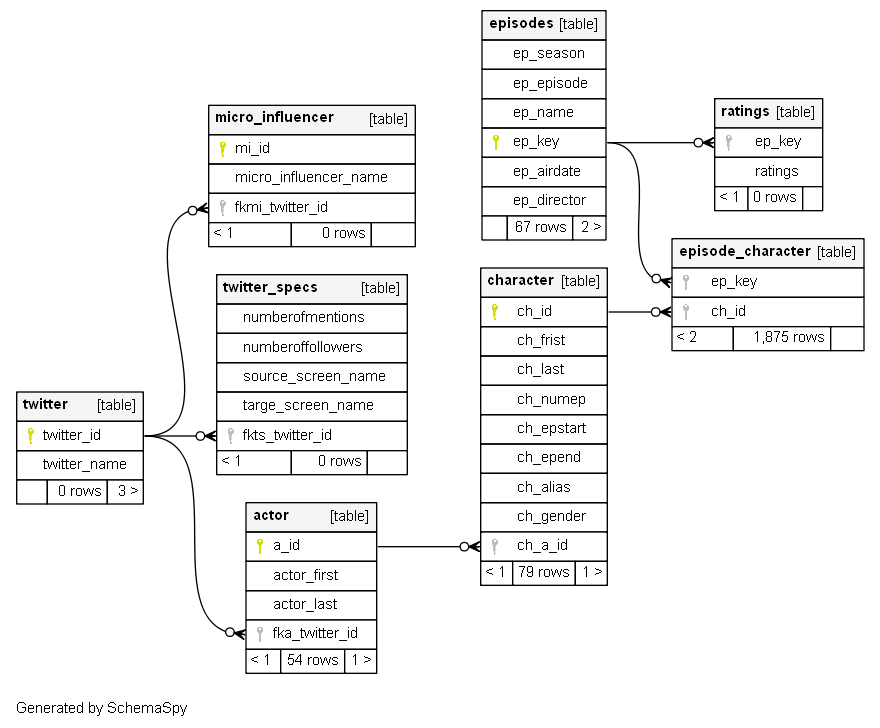 episodes [table]
ep_season
ep_episode
ep_name
ep_key
ep_airdate
ep_director
67 rows 2 >
ratings [table]
ep_key
ratings
< 1 0 rows
micro_influencer [table]
mi_id
micro_influencer_name
fkmi_twitter_id
< 1 0 rows
episode_character [table]
ep_key
ch_id
< 2 1,875 rows
twitter_specs [table]
numberofmentions
numberoffollowers
source_screen_name
targe_screen_name
fkts_twitter_id
< 1 0 rows
character [table]
ch_id
ch_frist
ch_last
ch_numep
ch_epstart
ch_epend
ch_alias
ch_gender
ch_a_id
< 1 79 rows 1 >
twitter [table]
twitter_id
twitter_name
0 rows 3 >
actor [table]
a_id
actor_first
actor_last
fka_twitter_id
< 1 54 rows 1 >
Generated by SchemaSpy